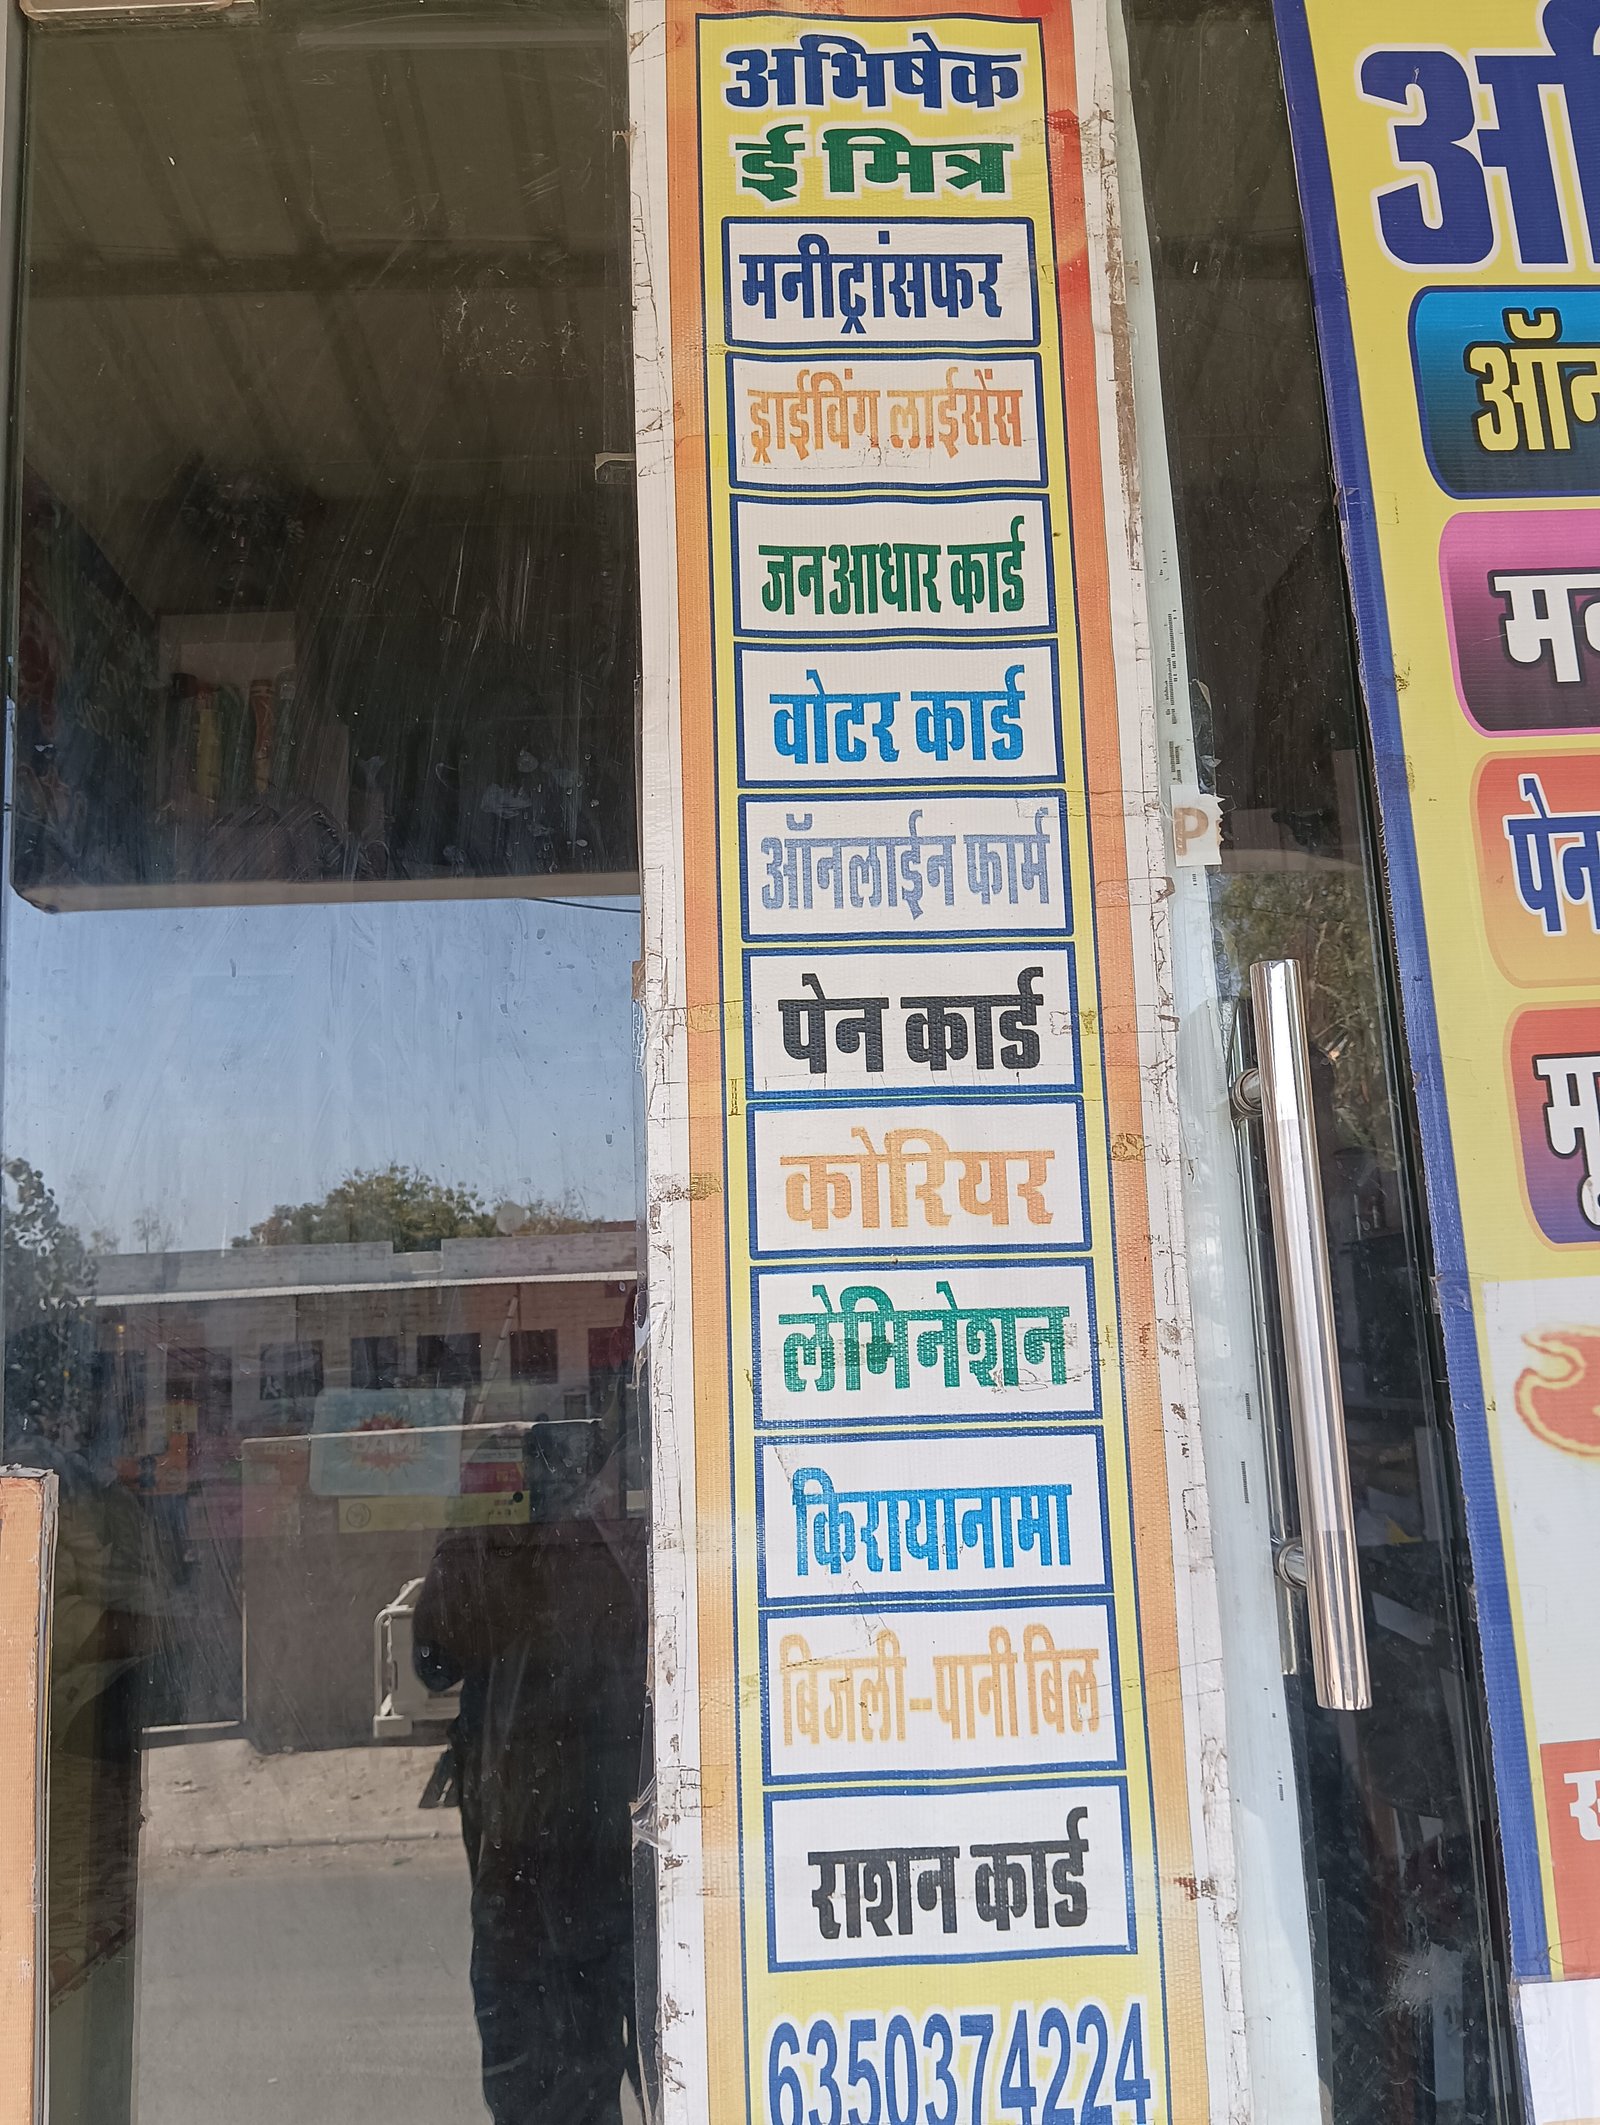 अभिषेक
ई मित्र
मनीट्रांसफर
ड्राईविंग लाईसेंस
जनआधार कार्ड
वोटर कार्ड
ऑनलाईन फार्म
पेन कार्ड
कोरियर
लेमिनेशन
किरायानामा
बिजली-पानी बिल
राशन कार्ड
6350374224